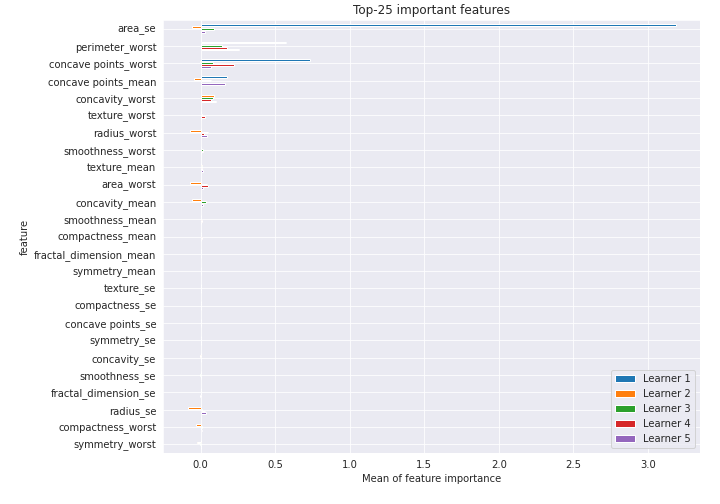 Top-25 important features
area_se
perimeter_worst
concave points_worst
concave points_mean
concavity_worst
texture_worst
radius_worst
smoothness_worst
texture_mean
area_worst
concavity_mean
smoothness_mean
compactness_mean
fractal_dimension_mean
symmetry_mean
texture_se
compactness_se
concave points_se
symmetry_se
concavity_se
smoothness_se
fractal_dimension_se
radius_se
compactness_worst
symmetry_worst
feature
Learner 1
Learner 2
Learner 3
Learner 4
Learner 5
0.0 0.5 1.0 1.5 2.0 2.5 3.0
Mean of feature importance